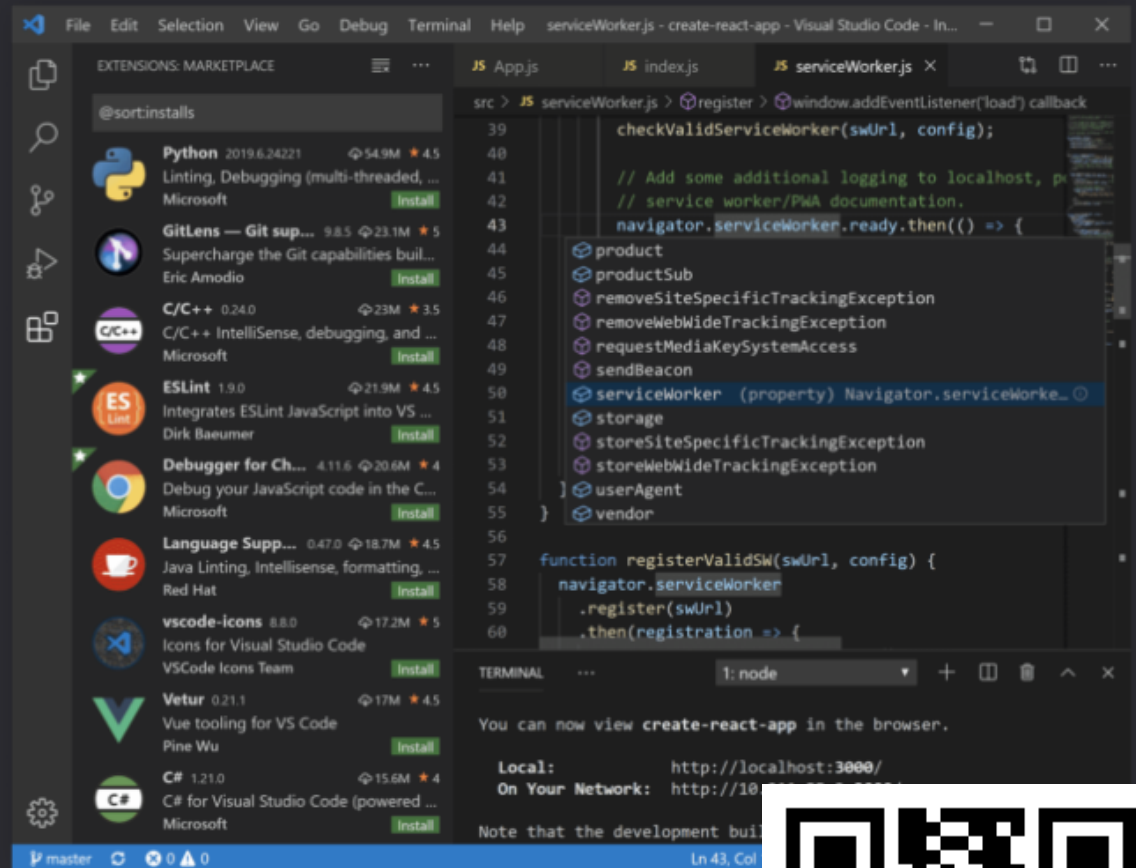 File Edit Selection View Go Debug Terminal Help serviceWorker.js - create-react-app - Visual Studio Code - In...
EXTENSIONS: MARKETPLACE
@sort:installs
Python 2019.6.24221 54.9M ★ 4.5
Linting, Debugging (multi-threaded, ...
Microsoft Install
GitLens — Git sup... 9.8.5 23.1M ★ 5
Supercharge the Git capabilities buil...
Eric Amodio Install
C/C++ 0.24.0 23M ★ 3.5
C/C++
C/C++ IntelliSense, debugging, and ...
Microsoft Install
ESLint 1.9.0 21.9M ★ 4.5
ES
Lint
Integrates ESLint JavaScript into VS ...
Dirk Baeumer Install
Debugger for Ch... 4.11.6 20.6M ★ 4
Debug your JavaScript code in the C...
Microsoft Install
Language Supp... 0.47.0 18.7M ★ 4.5
Java Linting, Intellisense, formatting, ...
Red Hat Install
vscode-icons 8.8.0 17.2M ★ 5
Icons for Visual Studio Code
VSCode Icons Team Install
Vetur 0.21.1 17M ★ 4.5
Vue tooling for VS Code
Pine Wu Install
C# 1.21.0 15.6M ★ 4
C#
C# for Visual Studio Code (powered ...
Microsoft Install
JS App.js JS index.js JS serviceWorker.js
src > JS serviceWorker.js > register > window.addEventListener('load') callback
39 checkValidServiceWorker(swUrl, config);
40
41 // Add some additional logging to localhost,
42 // service worker/PWA documentation.
43 navigator.serviceWorker.ready.then(() => {
44 product
45 productSub
46 removeSiteSpecificTrackingException
47 removeWebWideTrackingException
48 requestMediaKeySystemAccess
49 sendBeacon
50 serviceWorker (property) Navigator.serviceWorke...
51 storage
52 storeSiteSpecificTrackingException
53 storeWebWideTrackingException
54 userAgent
55 } vendor
56
57 function registerValidSW(swUrl, config) {
58 navigator.serviceWorker
59 .register(swUrl)
60 .then(registration => {
TERMINAL ... 1: node
You can now view create-react-app in the browser.
Local: http://localhost:3000/
On Your Network: http://10.
Note that the development buil
master 0 0 Ln 43, Col